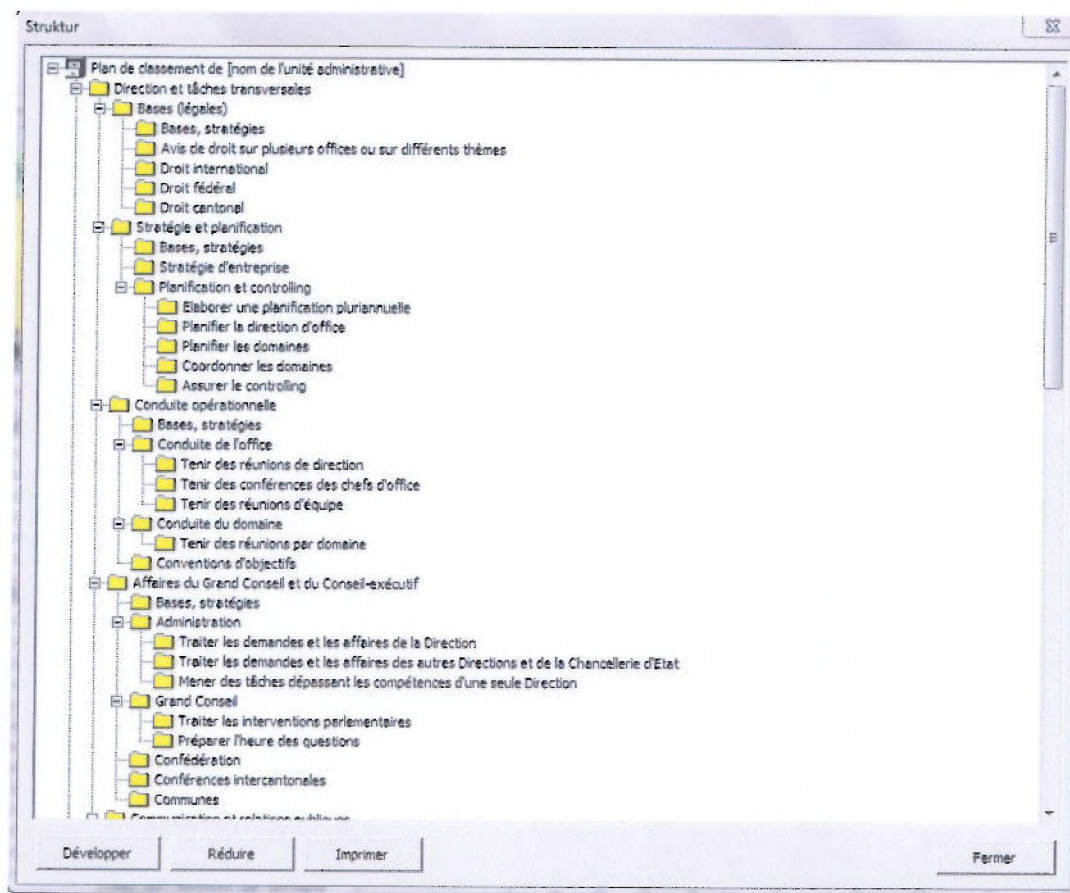 Struktur
Plan de classement de [nom de l'unité administrative]
Direction et tâches transversales
Bases (légales)
Bases, stratégies
Avis de droit sur plusieurs offices ou sur différents thèmes
Droit international
Droit fédéral
Droit cantonal
Stratégie et planification
Bases, stratégies
Stratégie d'entreprise
Planification et controlling
Elaborer une planification pluriannuelle
Planifier la direction d'office
Planifier les domaines
Coordonner les domaines
Assurer le controlling
Conduite opérationnelle
Bases, stratégies
Conduite de l'office
Tenir des réunions de direction
Tenir des conférences des chefs d'office
Tenir des réunions d'équipe
Conduite du domaine
Tenir des réunions par domaine
Conventions d'objectifs
Affaires du Grand Conseil et du Conseil-exécutif
Bases, stratégies
Administration
Traiter les demandes et les affaires de la Direction
Traiter les demandes et les affaires des autres Directions et de la Chancellerie d'Etat
Mener des tâches dépassant les compétences d'une seule Direction
Grand Conseil
Traiter les interventions parlementaires
Préparer l'heure des questions
Confédération
Conférences intercantonales
Communes
Communication et relations publiques
Développer Réduire Imprimer Fermer